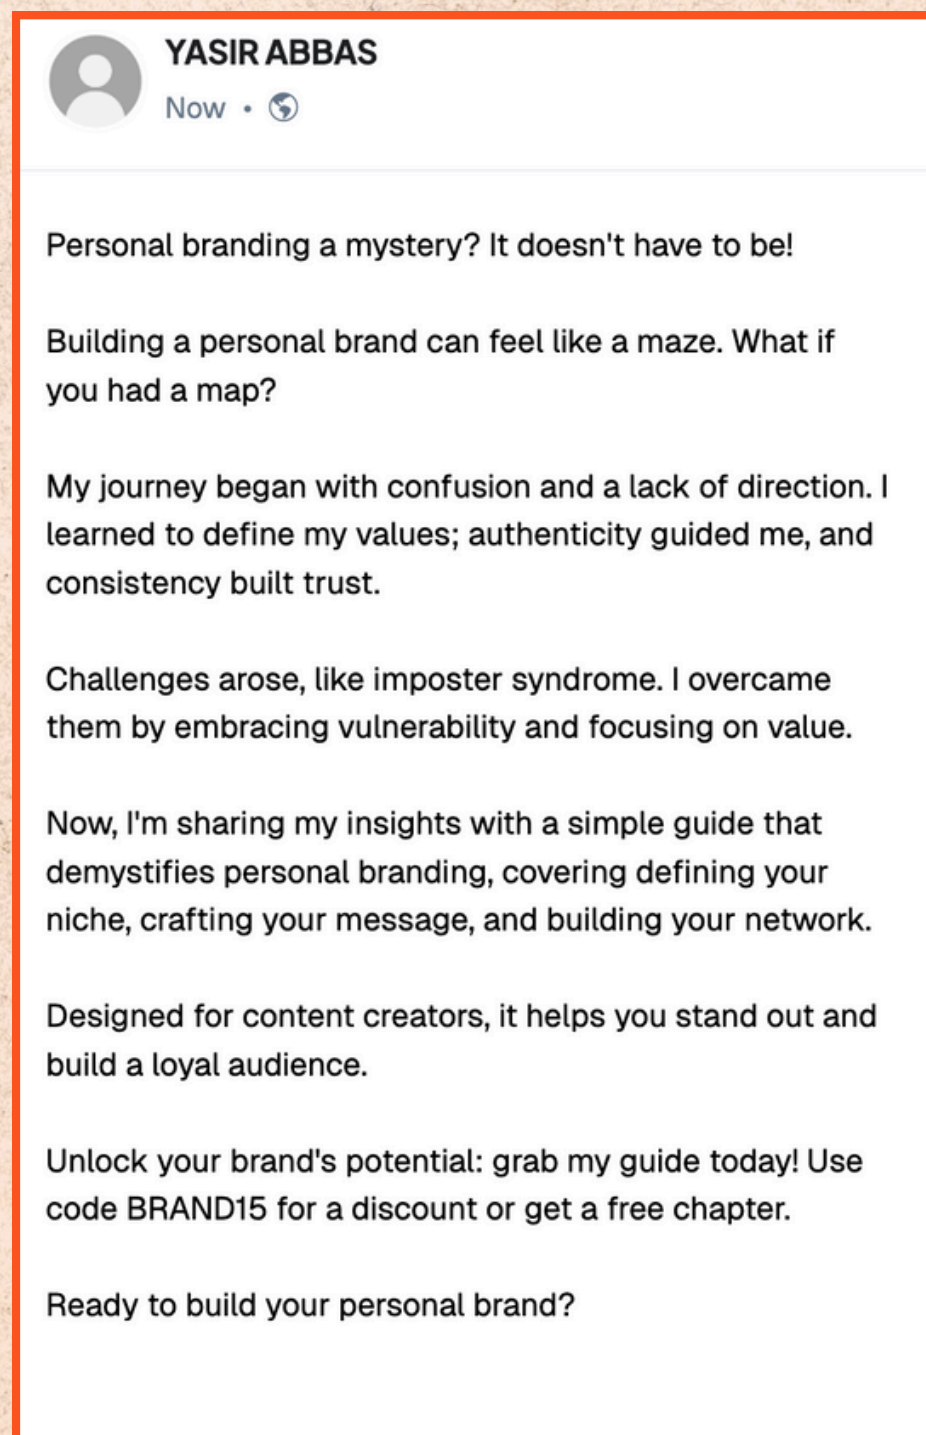 YASIR ABBAS
Now •
Personal branding a mystery? It doesn't have to be!
Building a personal brand can feel like a maze. What if
you had a map?
My journey began with confusion and a lack of direction. I
learned to define my values; authenticity guided me, and
consistency built trust.
Challenges arose, like imposter syndrome. I overcame
them by embracing vulnerability and focusing on value.
Now, I'm sharing my insights with a simple guide that
demystifies personal branding, covering defining your
niche, crafting your message, and building your network.
Designed for content creators, it helps you stand out and
build a loyal audience.
Unlock your brand's potential: grab my guide today! Use
code BRAND15 for a discount or get a free chapter.
Ready to build your personal brand?